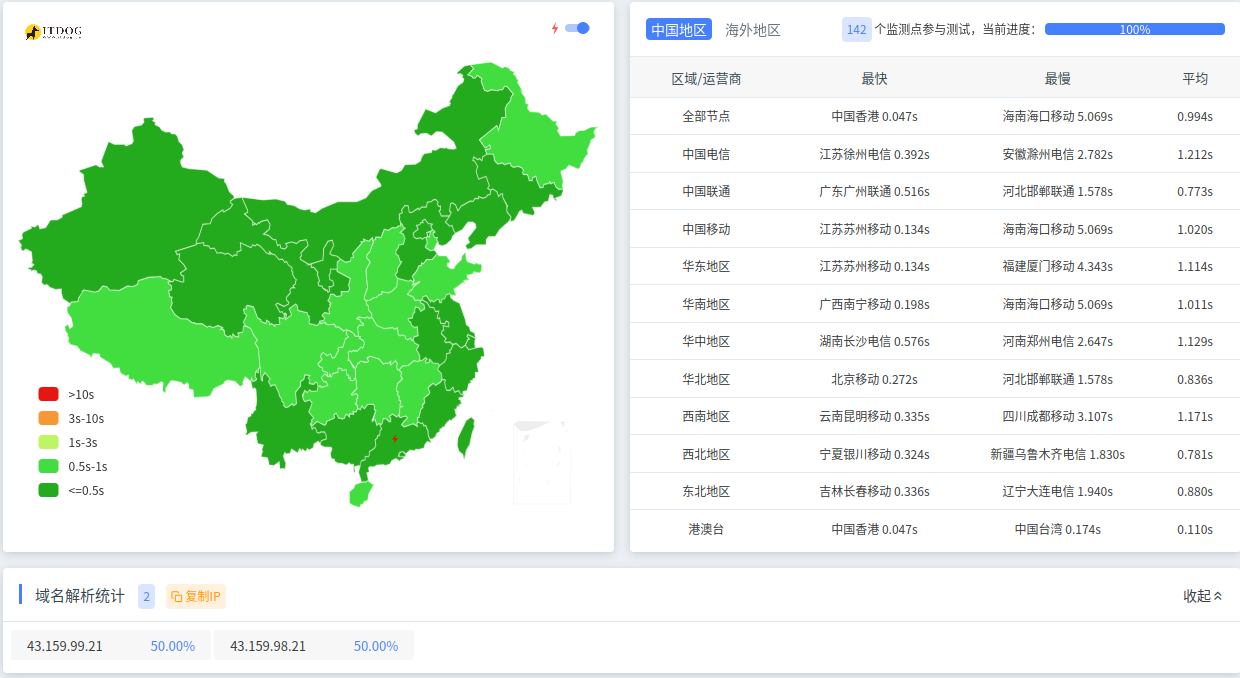 ITDOG
>10s
3s-10s
1s-3s
0.5s-1s
<=0.5s
中国地区 海外地区 142 个监测点参与测试，当前进度： 100%
区域/运营商 最快 最慢 平均
全部节点 中国香港 0.047s 海南海口移动 5.069s 0.994s
中国电信 江苏徐州电信 0.392s 安徽滁州电信 2.782s 1.212s
中国联通 广东广州联通 0.516s 河北邯郸联通 1.578s 0.773s
中国移动 江苏苏州移动 0.134s 海南海口移动 5.069s 1.020s
华东地区 江苏苏州移动 0.134s 福建厦门移动 4.343s 1.114s
华南地区 广西南宁移动 0.198s 海南海口移动 5.069s 1.011s
华中地区 湖南长沙电信 0.576s 河南郑州电信 2.647s 1.129s
华北地区 北京移动 0.272s 河北邯郸联通 1.578s 0.836s
西南地区 云南昆明移动 0.335s 四川成都移动 3.107s 1.171s
西北地区 宁夏银川移动 0.324s 新疆乌鲁木齐电信 1.830s 0.781s
东北地区 吉林长春移动 0.336s 辽宁大连电信 1.940s 0.880s
港澳台 中国香港 0.047s 中国台湾 0.174s 0.110s
域名解析统计 2 复制IP 收起
43.159.99.21 50.00% 43.159.98.21 50.00%